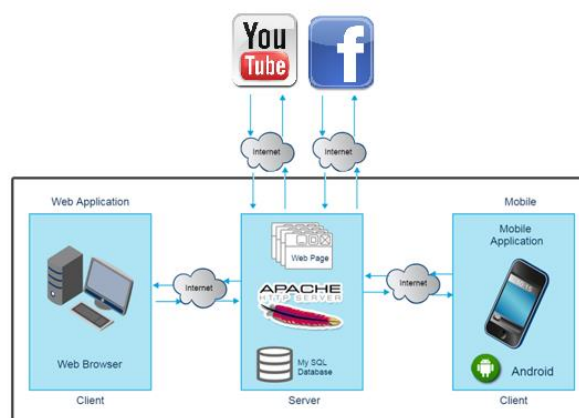 You
Tube
f
Internet
Internet
Web Application
Mobile
Web Page
APACHE
HTTP SERVER
Mobile
Application
Internet
Internet
Web Browser
My SQL
Database
Android
Client
Server
Client